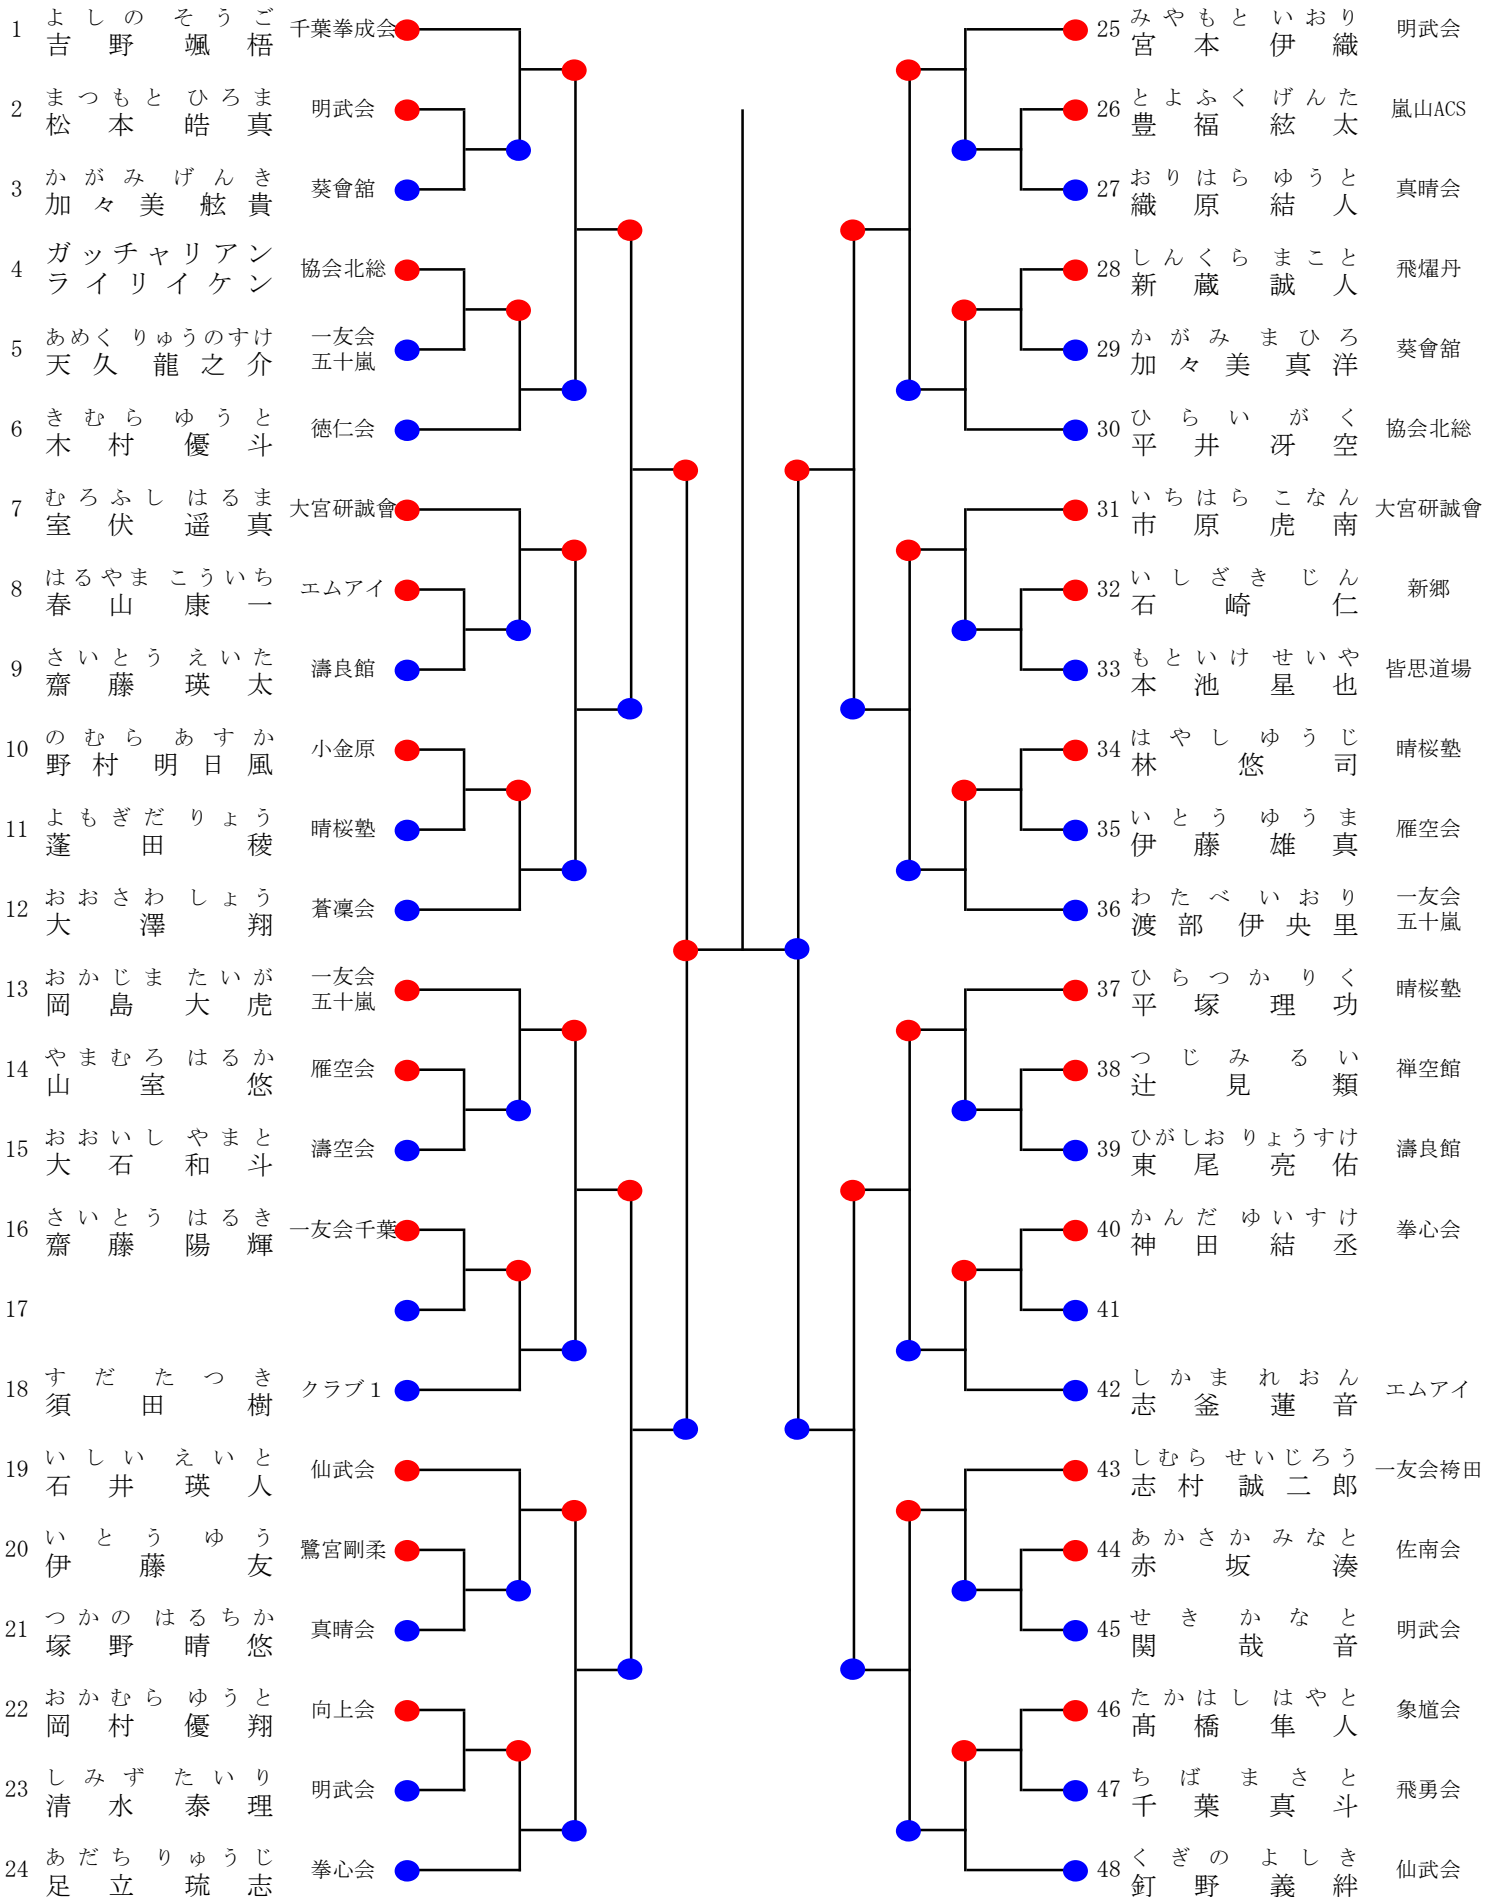 よしの そうご
1 吉野 颯梧 千葉拳成会
まつもと ひろま
2 松本 皓真 明武会
かがみ げんき
3 加々美 舷貴 葵會舘
ガッチャリアン
4 ライリイケン 協会北総
あめく りゅうのすけ 一友会
5 天久 龍之介 五十嵐
きむら ゆうと
6 木村 優斗 徳仁会
むろふし はるま
7 室伏 遥真 大宮研誠會
はるやま こういち
8 春山 康一 エムアイ
さいとう えいた
9 齋藤 瑛太 濤良館
のむら あすか
10 野村 明日風 小金原
よもぎだ りょう
11 蓬田 稜 晴桜塾
おおさわ しょう
12 大澤 翔 蒼凜会
おかじま たいが 一友会
13 岡島 大虎 五十嵐
やまむろ はるか
14 山室 悠 雁空会
おおいし やまと
15 大石 和斗 濤空会
さいとう はるき
16 齋藤 陽輝 一友会千葉
17
すだ たつき
18 須田 樹 クラブ1
いしい えいと
19 石井 瑛人 仙武会
いとう ゆう
20 伊藤 友 鷺宮剛柔
つかの はるちか
21 塚野 晴悠 真晴会
おかむら ゆうと
22 岡村 優翔 向上会
しみず たいり
23 清水 泰理 明武会
あだち りゅうじ
24 足立 琉志 拳心会
みやもと いおり
25 宮本 伊織 明武会
とよふく げんた
26 豊福 絃太 嵐山ACS
おりはら ゆうと
27 織原 結人 真晴会
しんくら まこと
28 新蔵 誠人 飛燿丹
かがみ まひろ
29 加々美 真洋 葵會舘
ひらい がく
30 平井 冴空 協会北総
いちはら こなん
31 市原 虎南 大宮研誠會
いしざき じん
32 石崎 仁 新郷
もといけ せいや
33 本池 星也 皆思道場
はやし ゆうじ
34 林 悠司 晴桜塾
いとう ゆうま
35 伊藤 雄真 雁空会
わたべ いおり 一友会
36 渡部 伊央里 五十嵐
ひらつか りく
37 平塚 理功 晴桜塾
つじみ るい
38 辻見 類 禅空館
ひがしお りょうすけ
39 東尾 亮佑 濤良館
かんだ ゆいすけ
40 神田 結丞 拳心会
41
しかま れおん
42 志釜 蓮音 エムアイ
しむら せいじろう
43 志村 誠二郎 一友会袴田
あかさか みなと
44 赤坂 湊 佐南会
せき かなと
45 関 哉音 明武会
たかはし はやと
46 髙橋 隼人 象馗会
ちば まさと
47 千葉 真斗 飛勇会
くぎの よしき
48 釘野 義絆 仙武会